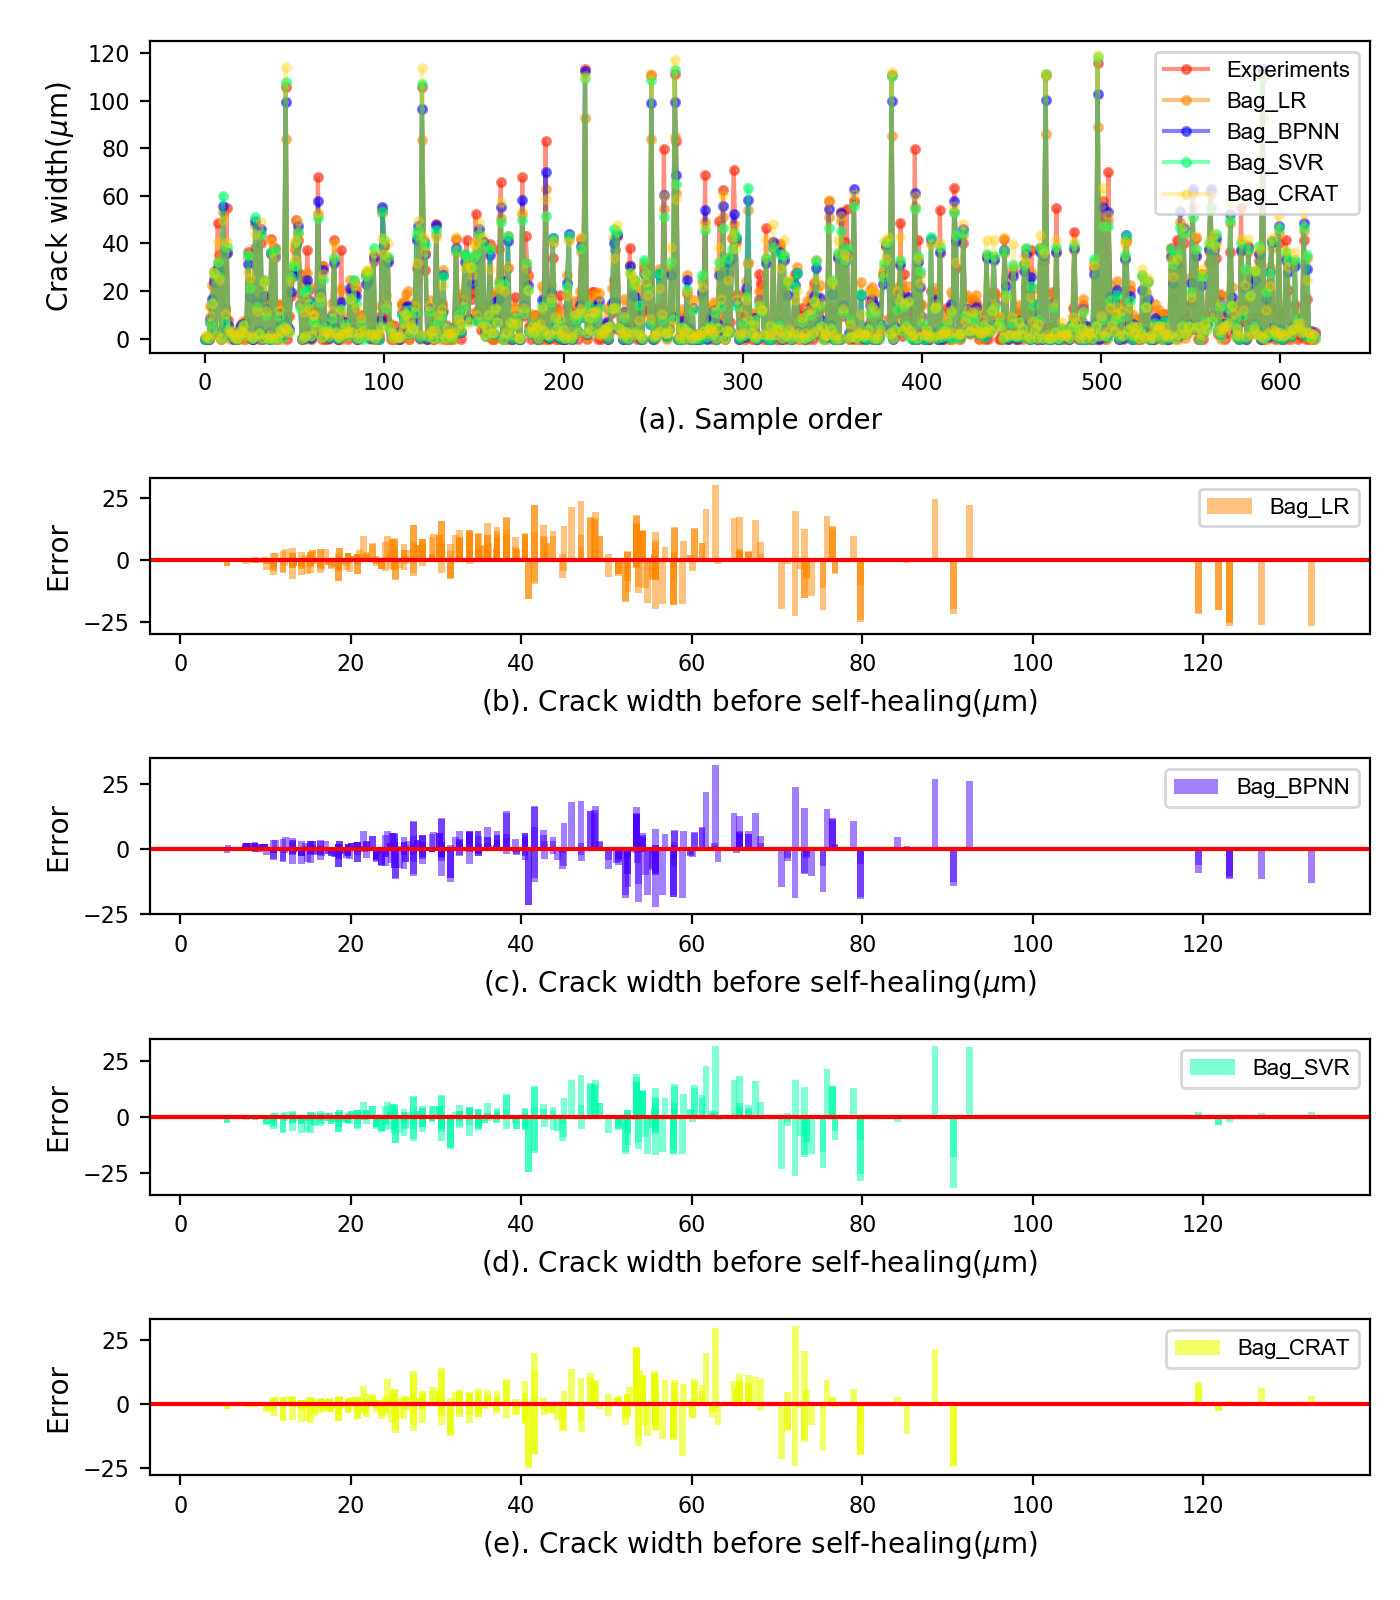 120
100
80
60
40
20
0
Crack width(μm)
Experiments
Bag_LR
Bag_BPNN
Bag_SVR
Bag_CRAT
0 100 200 300 400 500 600
(a). Sample order
25
0
−25
Error
Bag_LR
0 20 40 60 80 100 120
(b). Crack width before self-healing(μm)
25
0
−25
Error
Bag_BPNN
0 20 40 60 80 100 120
(c). Crack width before self-healing(μm)
25
0
−25
Error
Bag_SVR
0 20 40 60 80 100 120
(d). Crack width before self-healing(μm)
25
0
−25
Error
Bag_CRAT
0 20 40 60 80 100 120
(e). Crack width before self-healing(μm)